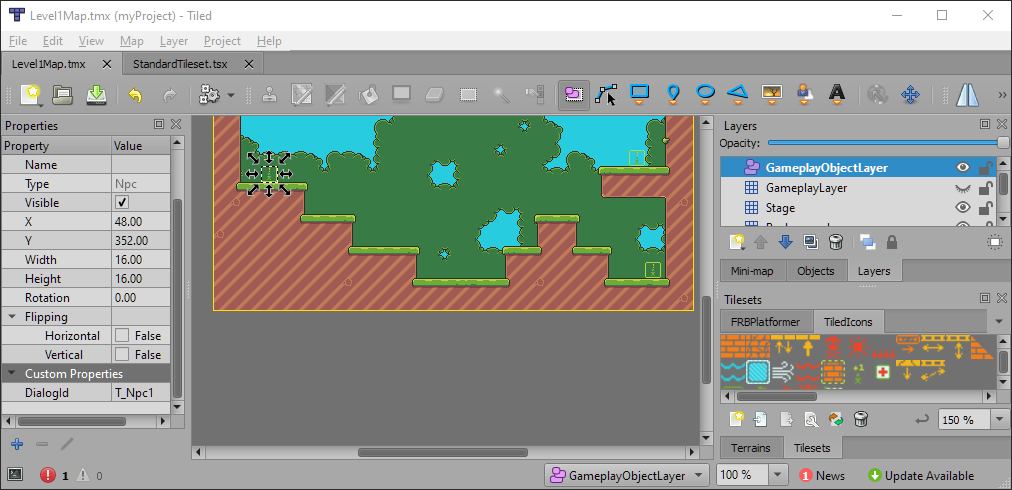 Level1Map.tmx (myProject) - Tiled
File Edit View Map Layer Project Help
Level1Map.tmx StandardTileset.tsx
Properties
Property Value
Name
Type Npc
Visible
X 48.00
Y 352.00
Width 16.00
Height 16.00
Rotation 0.00
Flipping
Horizontal False
Vertical False
Custom Properties
DialogId T_Npc1
1 0
Layers
Opacity:
GameplayObjectLayer
GameplayLayer
Stage
Mini-map Objects Layers
Tilesets
FRBPlatformer TiledIcons
+1
150 %
Terrains Tilesets
GameplayObjectLayer 100 % 1 News Update Available